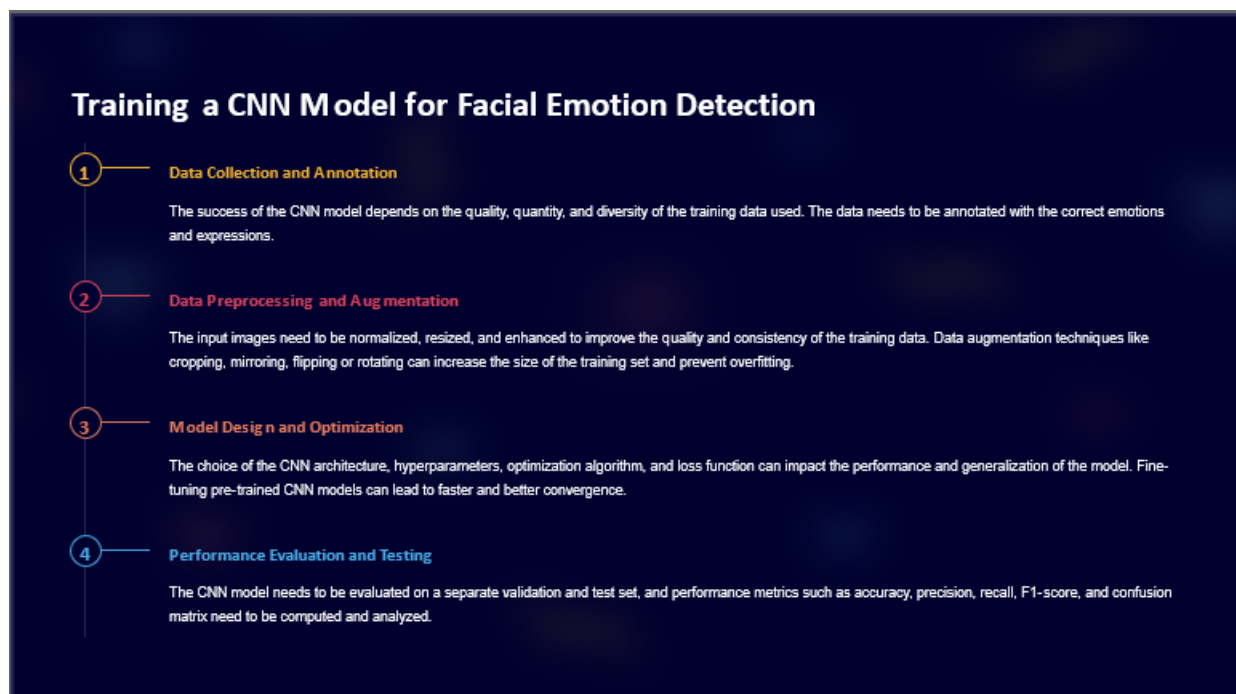 Training a CNN Model for Facial Emotion Detection
1
Data Collection and Annotation
The success of the CNN model depends on the quality, quantity, and diversity of the training data used. The data needs to be annotated with the correct emotions
and expressions.
2
Data Preprocessing and Augmentation
The input images need to be normalized, resized, and enhanced to improve the quality and consistency of the training data. Data augmentation techniques like
cropping, mirroring, flipping or rotating can increase the size of the training set and prevent overfitting.
3
Model Design and Optimization
The choice of the CNN architecture, hyperparameters, optimization algorithm, and loss function can impact the performance and generalization of the model. Fine-
tuning pre-trained CNN models can lead to faster and better convergence.
4
Performance Evaluation and Testing
The CNN model needs to be evaluated on a separate validation and test set, and performance metrics such as accuracy, precision, recall, F1-score, and confusion
matrix need to be computed and analyzed.